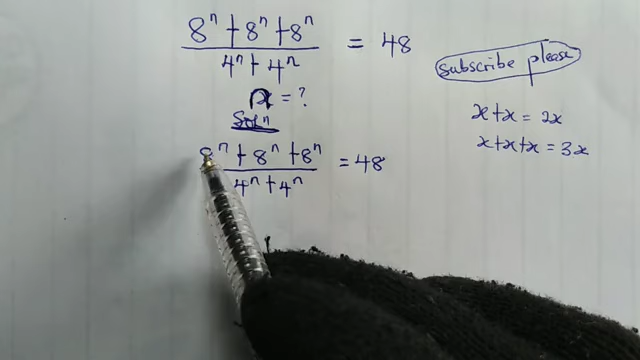 8ⁿ + 8ⁿ + 8ⁿ
4ⁿ + 4ⁿ
= 48
n = ?
Solⁿ
8ⁿ + 8ⁿ + 8ⁿ
4ⁿ + 4ⁿ
= 48
Subscribe please
x + x = 2x
x + x + x = 3x